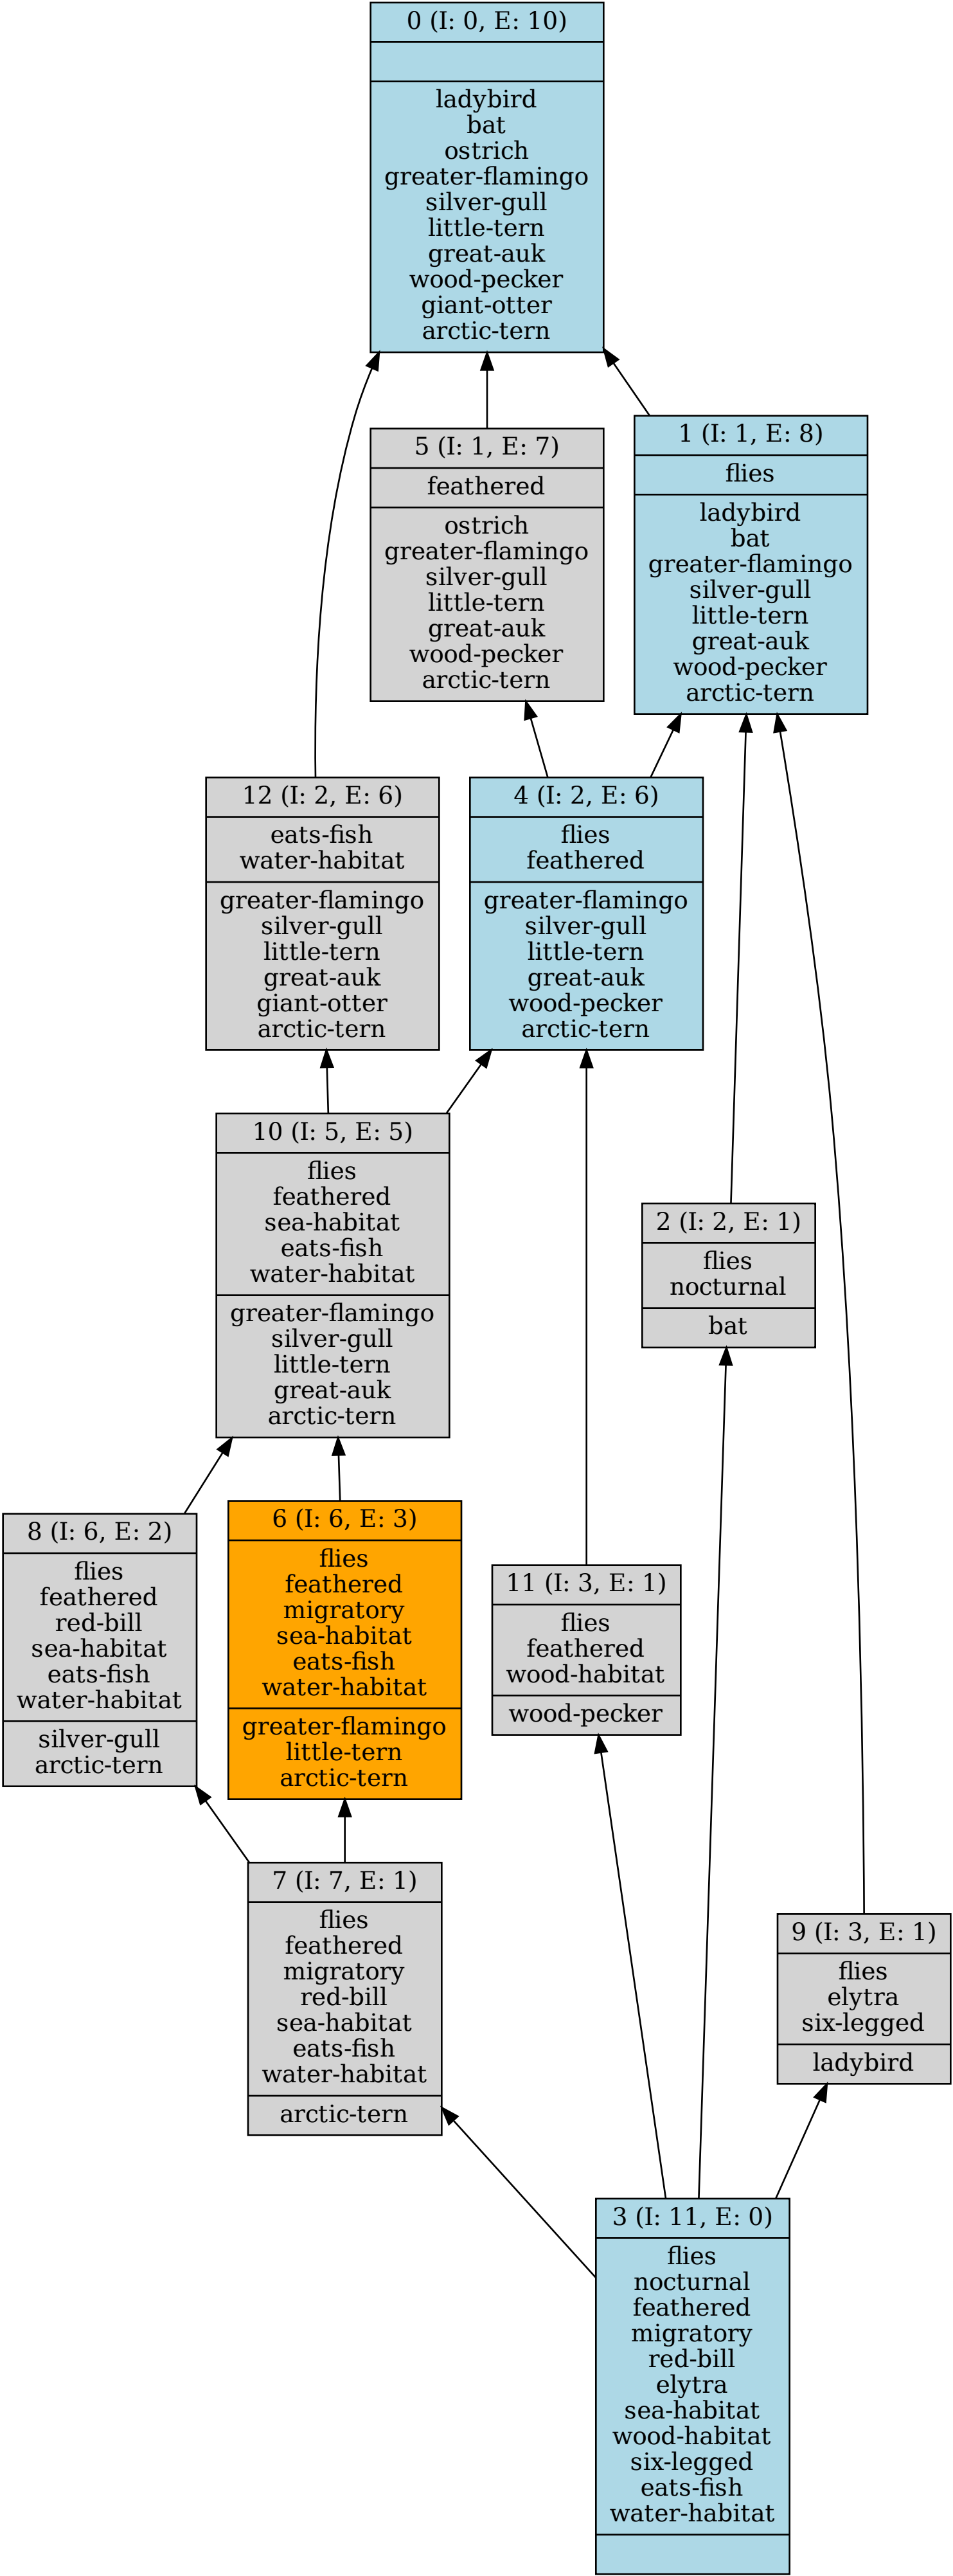 0 (I: 0, E: 10)
ladybird
bat
ostrich
greater-flamingo
silver-gull
little-tern
great-auk
wood-pecker
giant-otter
arctic-tern
5 (I: 1, E: 7)
feathered
ostrich
greater-flamingo
silver-gull
little-tern
great-auk
wood-pecker
arctic-tern
1 (I: 1, E: 8)
flies
ladybird
bat
greater-flamingo
silver-gull
little-tern
great-auk
wood-pecker
arctic-tern
12 (I: 2, E: 6)
eats-fish
water-habitat
greater-flamingo
silver-gull
little-tern
great-auk
giant-otter
arctic-tern
4 (I: 2, E: 6)
flies
feathered
greater-flamingo
silver-gull
little-tern
great-auk
wood-pecker
arctic-tern
10 (I: 5, E: 5)
flies
feathered
sea-habitat
eats-fish
water-habitat
greater-flamingo
silver-gull
little-tern
great-auk
arctic-tern
2 (I: 2, E: 1)
flies
nocturnal
bat
8 (I: 6, E: 2)
flies
feathered
red-bill
sea-habitat
eats-fish
water-habitat
silver-gull
arctic-tern
6 (I: 6, E: 3)
flies
feathered
migratory
sea-habitat
eats-fish
water-habitat
greater-flamingo
little-tern
arctic-tern
11 (I: 3, E: 1)
flies
feathered
wood-habitat
wood-pecker
7 (I: 7, E: 1)
flies
feathered
migratory
red-bill
sea-habitat
eats-fish
water-habitat
arctic-tern
9 (I: 3, E: 1)
flies
elytra
six-legged
ladybird
3 (I: 11, E: 0)
flies
nocturnal
feathered
migratory
red-bill
elytra
sea-habitat
wood-habitat
six-legged
eats-fish
water-habitat